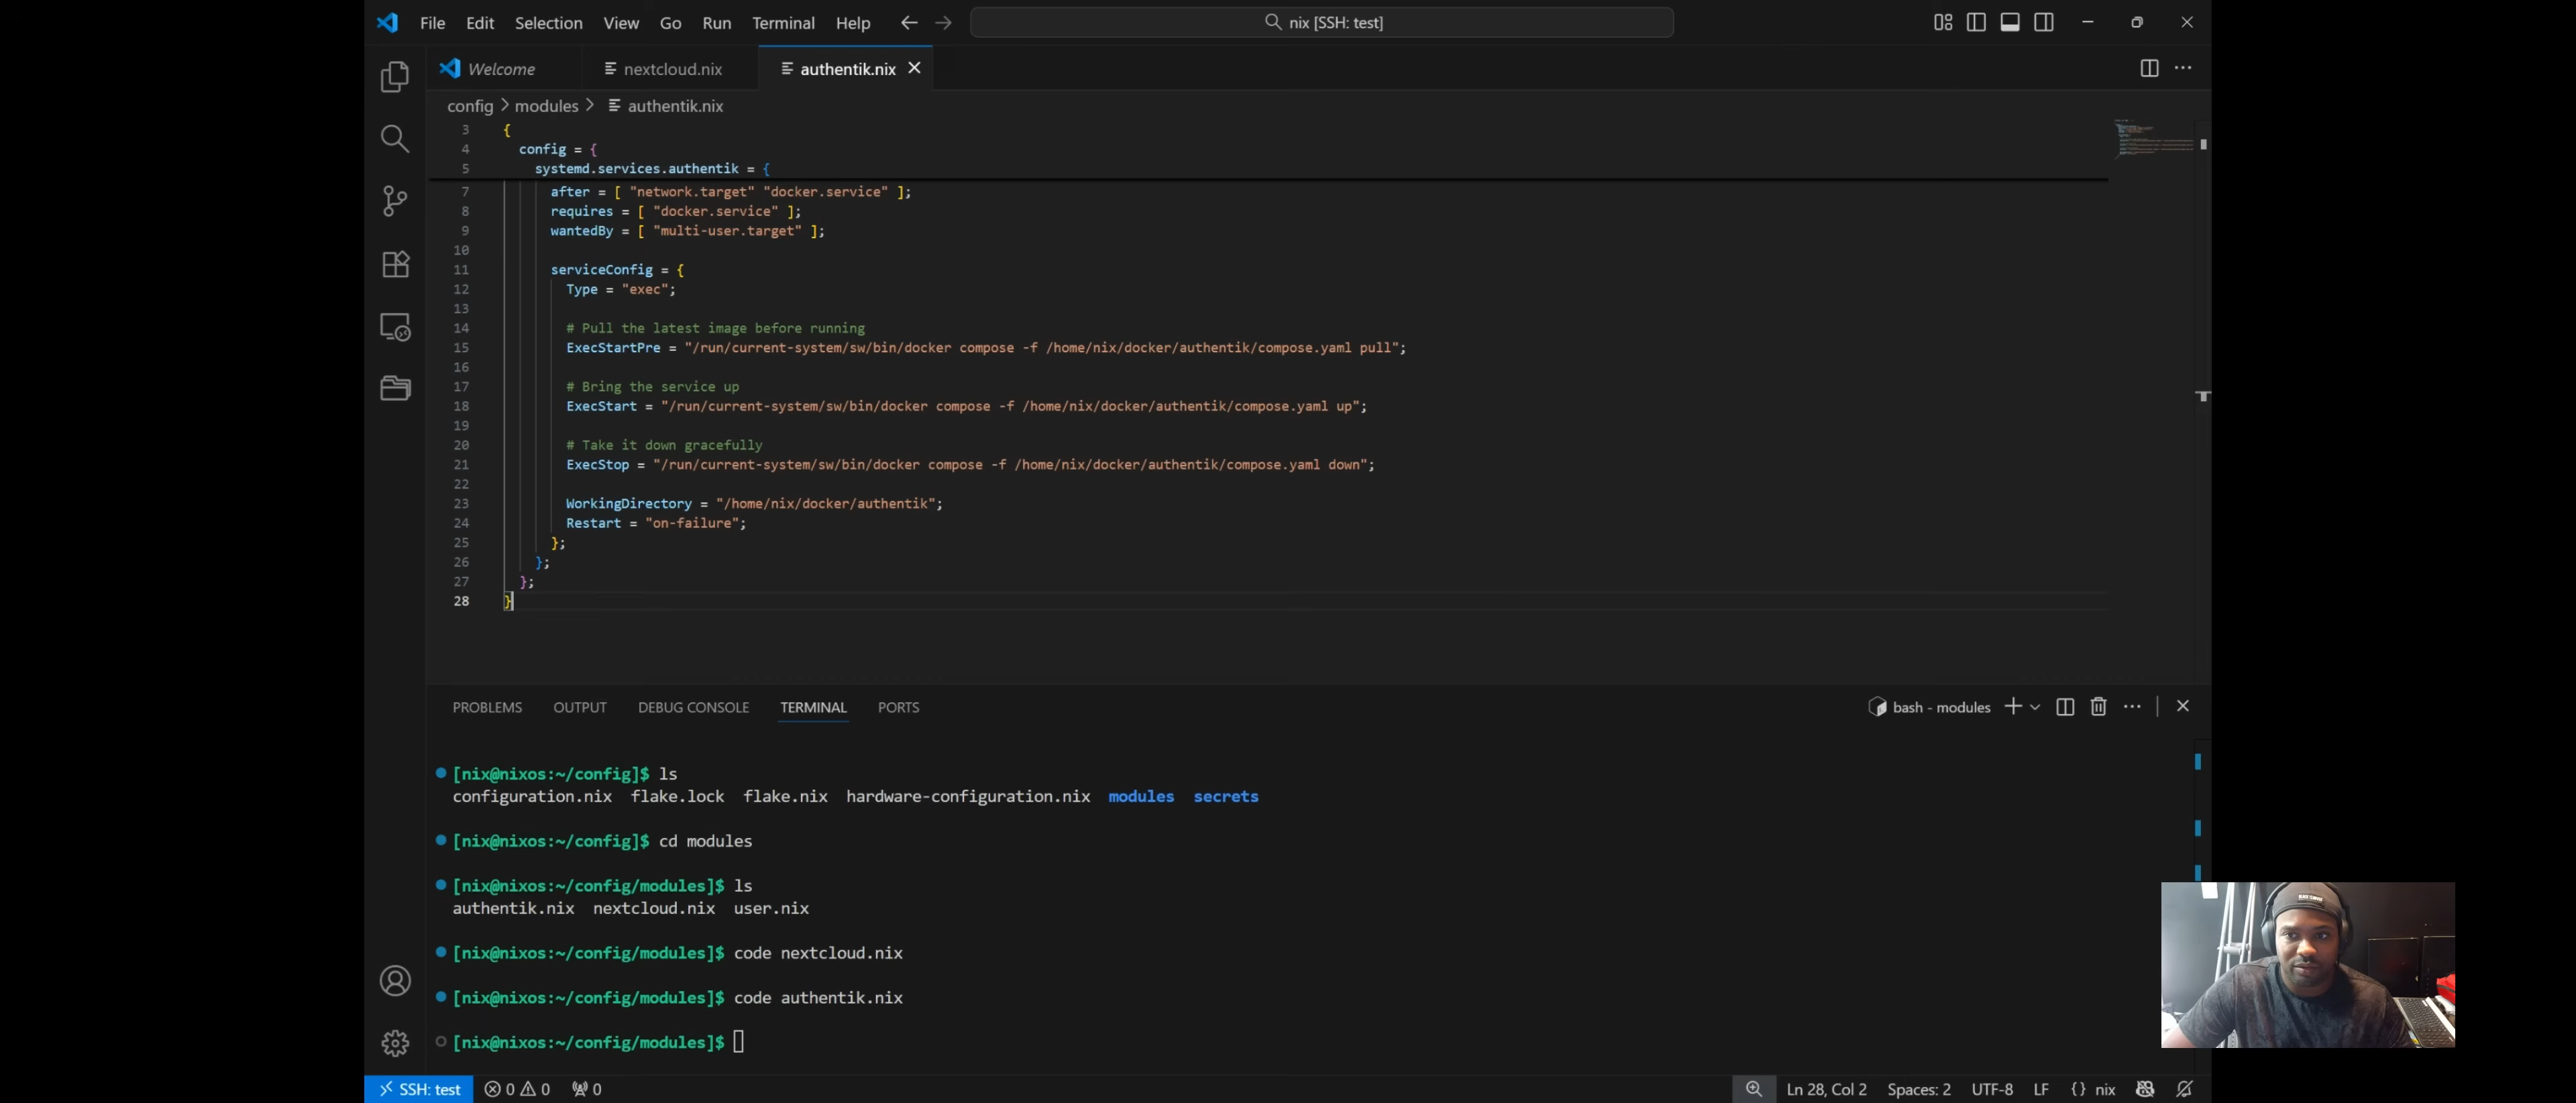 File Edit Selection View Go Run Terminal Help
nix [SSH: test]
Welcome
nextcloud.nix
authentik.nix
config > modules > authentik.nix
3 {
4 config = {
5 systemd.services.authentik = {
7 after = [ "network.target" "docker.service" ];
8 requires = [ "docker.service" ];
9 wantedBy = [ "multi-user.target" ];
10
11 serviceConfig = {
12 Type = "exec";
13
14 # Pull the latest image before running
15 ExecStartPre = "/run/current-system/sw/bin/docker compose -f /home/nix/docker/authentik/compose.yaml pull";
16
17 # Bring the service up
18 ExecStart = "/run/current-system/sw/bin/docker compose -f /home/nix/docker/authentik/compose.yaml up";
19
20 # Take it down gracefully
21 ExecStop = "/run/current-system/sw/bin/docker compose -f /home/nix/docker/authentik/compose.yaml down";
22
23 WorkingDirectory = "/home/nix/docker/authentik";
24 Restart = "on-failure";
25 };
26 };
27 };
28 }
PROBLEMS OUTPUT DEBUG CONSOLE TERMINAL PORTS
bash - modules
[nix@nixos:~/config]$ ls
configuration.nix flake.lock flake.nix hardware-configuration.nix modules secrets
[nix@nixos:~/config]$ cd modules
[nix@nixos:~/config/modules]$ ls
authentik.nix nextcloud.nix user.nix
[nix@nixos:~/config/modules]$ code nextcloud.nix
[nix@nixos:~/config/modules]$ code authentik.nix
[nix@nixos:~/config/modules]$
SSH: test 0 0 0
Ln 28, Col 2 Spaces: 2 UTF-8 LF {} nix